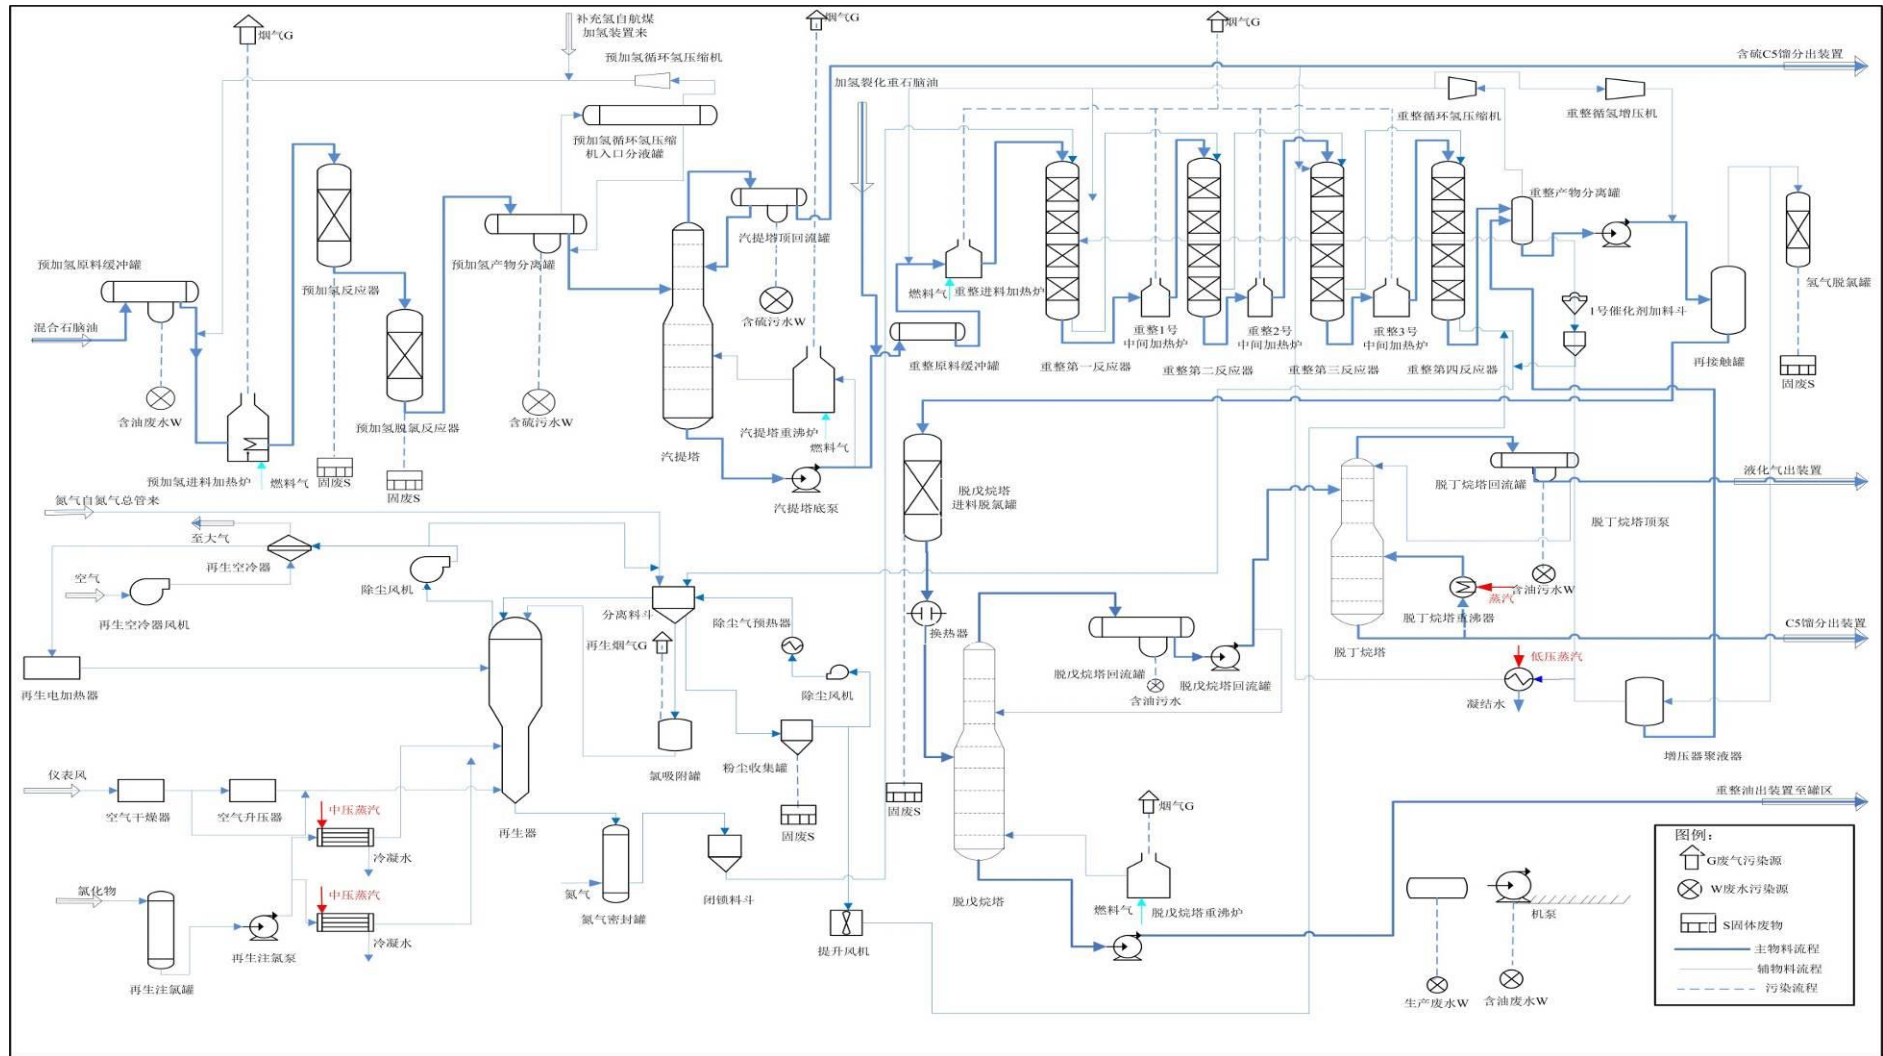 烟气G
补充氢自航煤
加氢装置来
预加氢循环氢压缩机
烟气G
烟气G
含硫C5馏分出装置
加氢裂化重石脑油
重整循环氢压缩机
重整循氢增压机
预加氢循环氢压缩
机入口分液罐
预加氢原料缓冲罐
预加氢反应器
预加氢产物分离罐
汽提塔顶回流罐
重整产物分离罐
氢气脱氯罐
混合石脑油
含硫污水W
燃料气
重整进料加热炉
1号催化剂加料斗
重整1号
中间加热炉
重整2号
中间加热炉
重整3号
中间加热炉
重整原料缓冲罐
重整第一反应器
重整第二反应器
重整第三反应器
重整第四反应器
再接触罐
固废S
含油废水W
预加氢脱氯反应器
含硫污水W
汽提塔
汽提塔重沸炉
燃料气
预加氢进料加热炉
燃料气
固废S
固废S
汽提塔底泵
脱戊烷塔
进料脱氯罐
脱丁烷塔回流罐
液化气出装置
脱丁烷塔顶泵
氮气自氮气总管来
至大气
再生空冷器
空气
再生空冷器风机
除尘风机
分离料斗
除尘气预热器
换热器
含油污水W
蒸汽
脱丁烷塔重沸器
脱丁烷塔
C5馏分出装置
再生烟气G
再生电加热器
除尘风机
脱戊烷塔回流罐
脱戊烷塔回流罐
含油污水
低压蒸汽
凝结水
增压器聚液器
氯吸附罐
粉尘收集罐
仪表风
空气干燥器
空气升压器
中压蒸汽
冷凝水
再生器
固废S
固废S
烟气G
重整油出装置至罐区
氯化物
中压蒸汽
冷凝水
再生注氯泵
再生注氯罐
氮气
氮气密封罐
闭锁料斗
提升风机
脱戊烷塔
燃料气
脱戊烷塔重沸炉
机泵
生产废水W
含油废水W
图例：
G废气污染源
W废水污染源
S固体废物
主物料流程
辅物料流程
污染流程